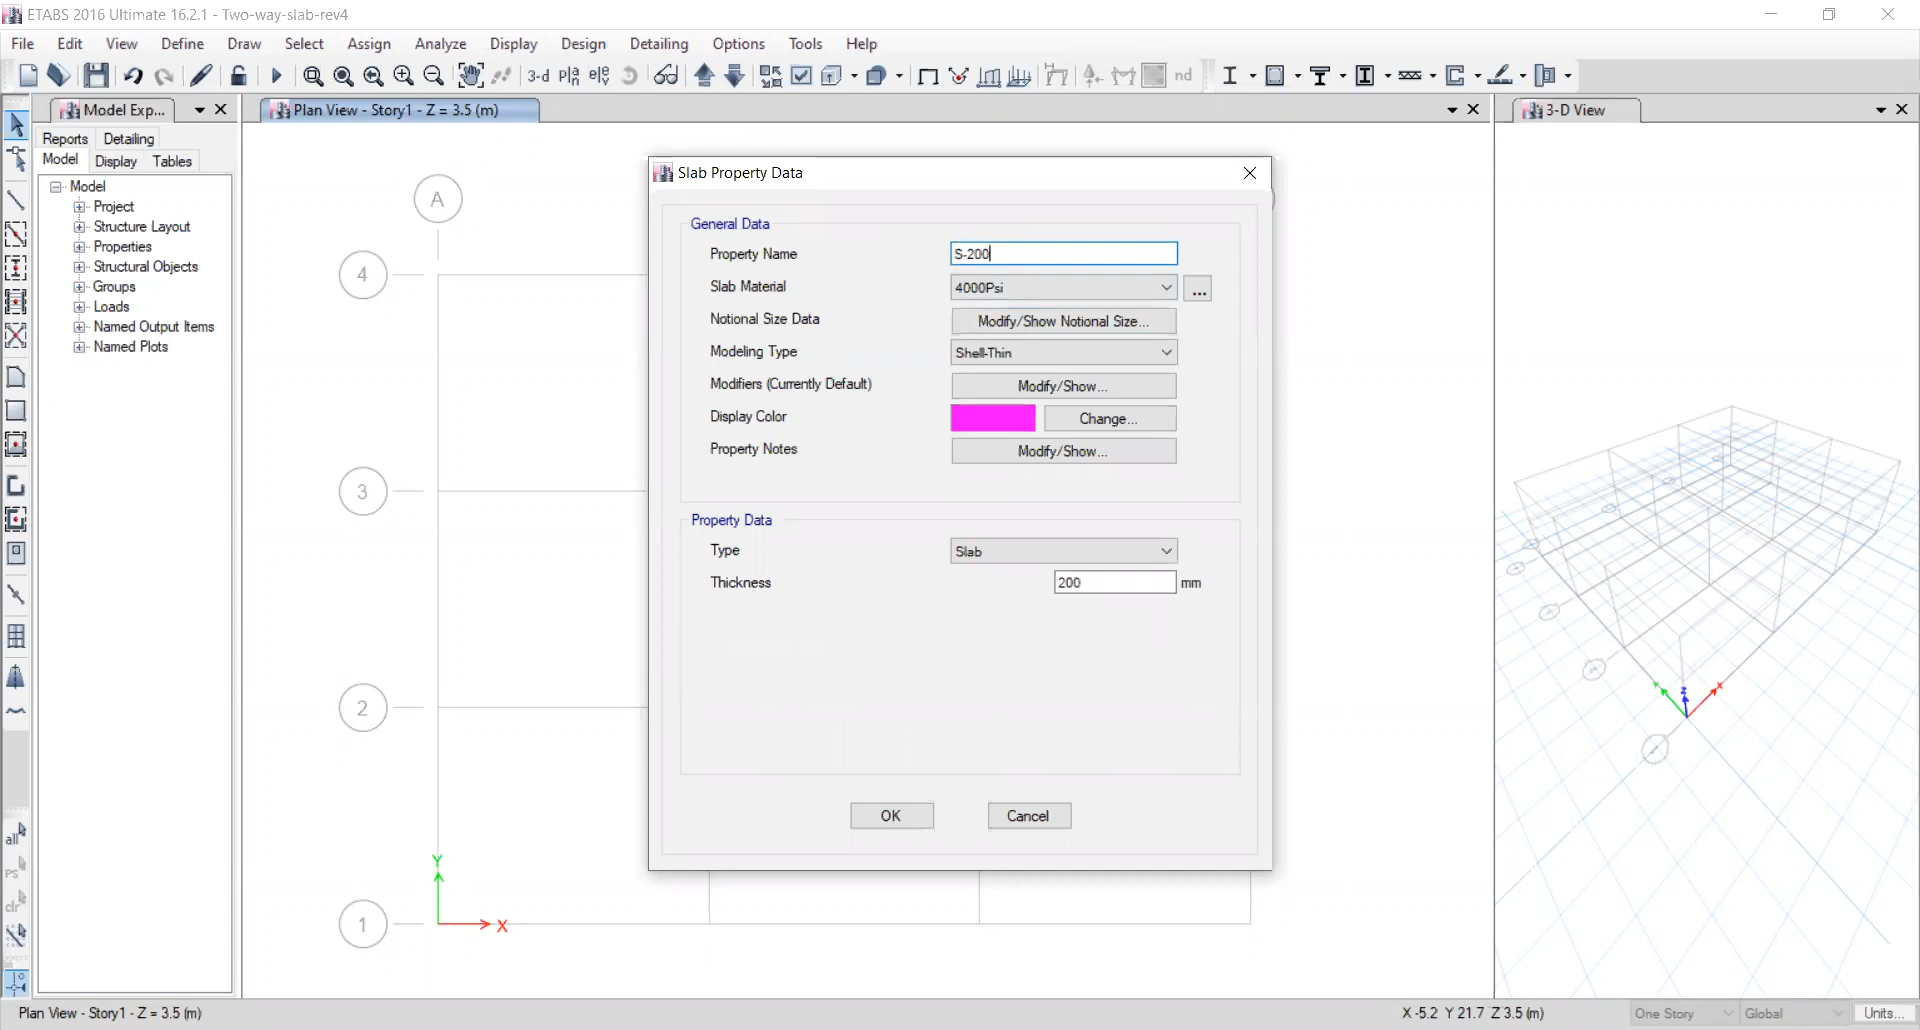 ETABS 2016 Ultimate 16.2.1 - Two-way-slab-rev4
File Edit View Define Draw Select Assign Analyze Display Design Detailing Options Tools Help
3-d pla ele nd
Model Exp...
Plan View - Story1 - Z = 3.5 (m)
3-D View
Reports Detailing
Model Display Tables
Model
Project
Structure Layout
Properties
Structural Objects
Groups
Loads
Named Output Items
Named Plots
all
ps
clr
A
4
3
2
1
Y
X
Slab Property Data
General Data
Property Name S-200
Slab Material 4000Psi ...
Notional Size Data Modify/Show Notional Size...
Modeling Type Shell-Thin
Modifiers (Currently Default) Modify/Show...
Display Color Change...
Property Notes Modify/Show...
Property Data
Type Slab
Thickness 200 mm
OK Cancel
Y Z X
Plan View - Story1 - Z = 3.5 (m)
X -5.2 Y 21.7 Z 3.5 (m)
One Story Global Units...